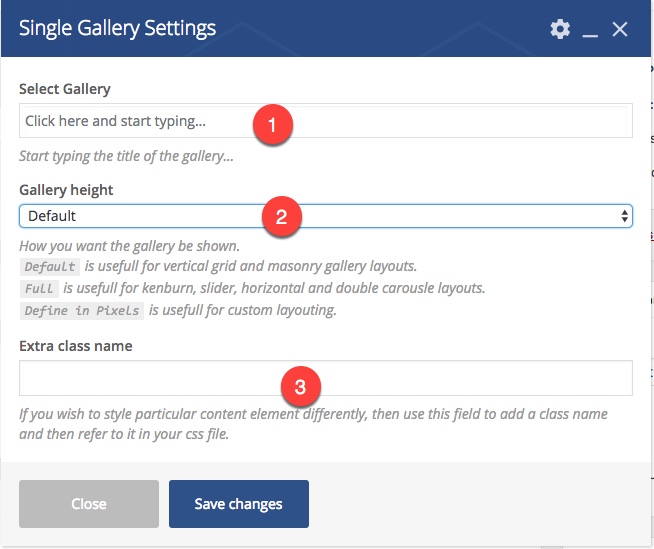 Single Gallery Settings
Select Gallery
Click here and start typing...
1
Start typing the title of the gallery...
Gallery height
Default
2
How you want the gallery be shown.
Default is usefull for vertical grid and masonry gallery layouts.
Full is usefull for kenburn, slider, horizontal and double carousle layouts.
Define in Pixels is usefull for custom layouting.
Extra class name
3
If you wish to style particular content element differently, then use this field to add a class name
and then refer to it in your css file.
Close
Save changes